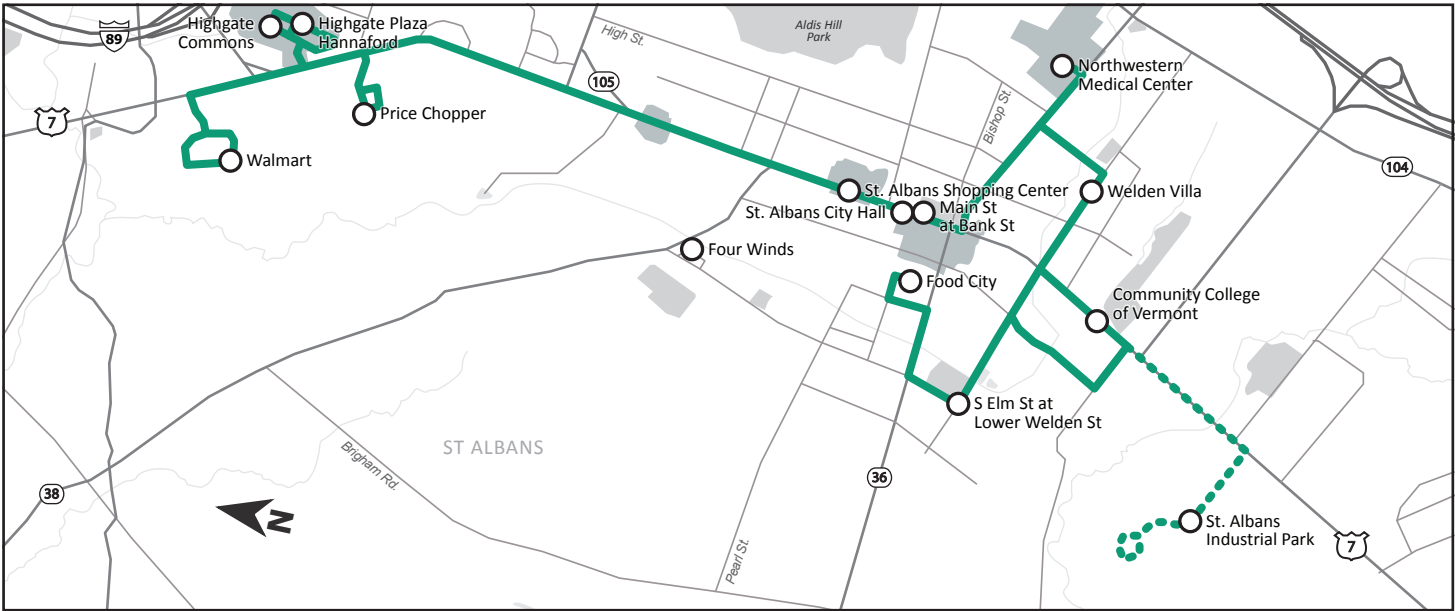 Highgate
Commons
Highgate Plaza
Hannaford
89
Aldis Hill
Park
High St.
105
Northwestern
Medical Center
Price Chopper
7
Bishop St.
Walmart
104
St. Albans Shopping Center
Welden Villa
St. Albans City Hall
Main St
at Bank St
Four Winds
Food City
Community College
of Vermont
S Elm St at
Lower Welden St
ST ALBANS
Brigham Rd.
36
38
N
St. Albans
Industrial Park
7
Pearl St.